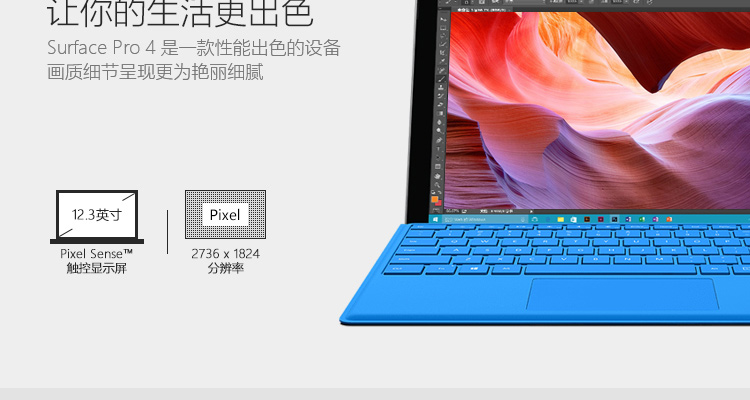 让你的生活更出色
Surface Pro 4 是一款性能出色的设备
画质细节呈现更为艳丽细腻
12.3英寸
Pixel
Pixel Sense™
触控显示屏
2736 x 1824
分辨率